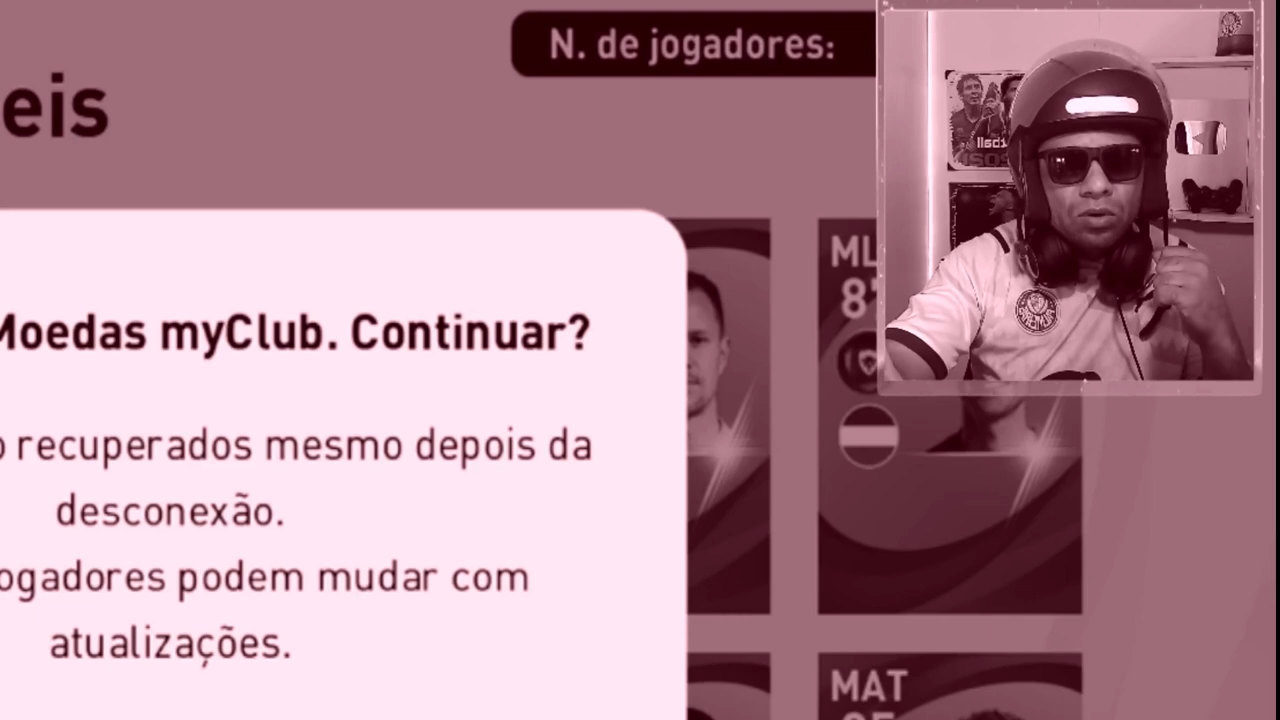 N. de jogadores:
eis
Moedas myClub. Continuar?
o recuperados mesmo depois da
desconexão.
ogadores podem mudar com
atualizações.
ML
MAT